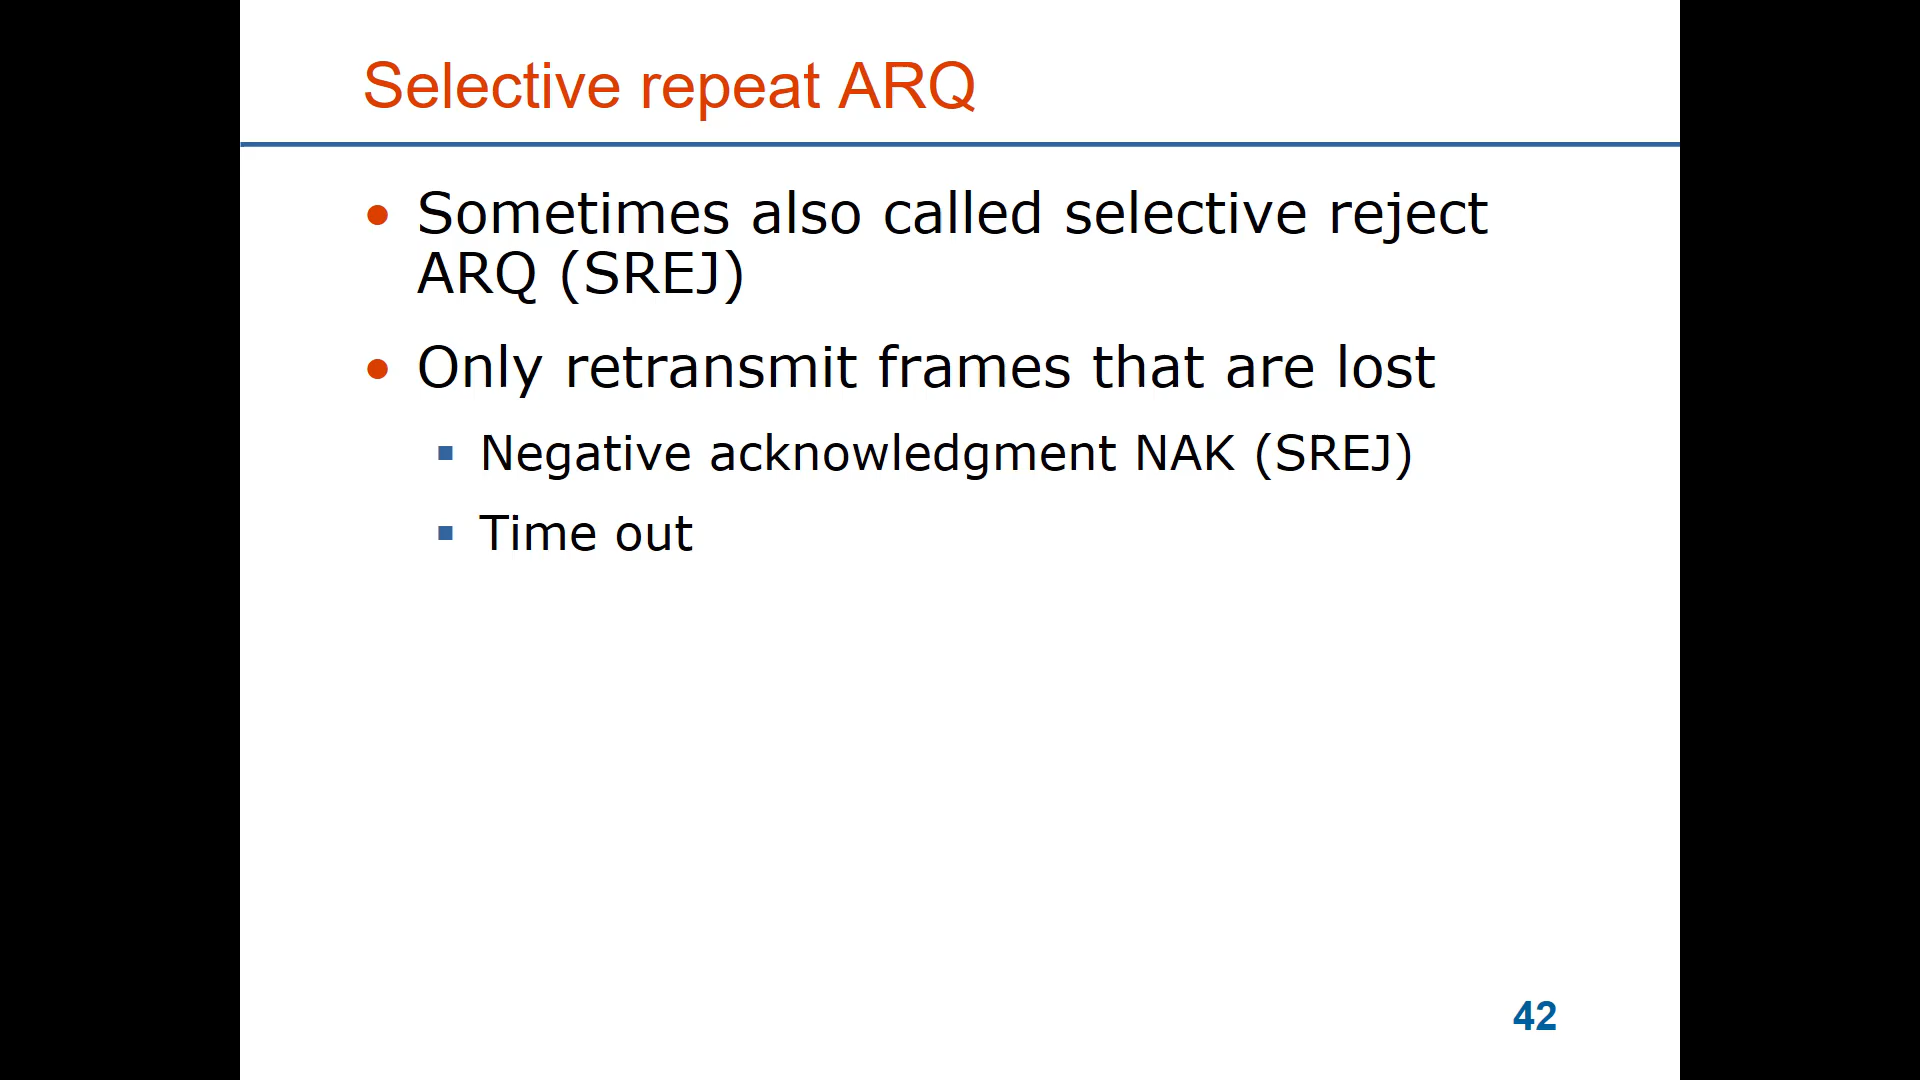 Selective repeat ARQ
• Sometimes also called selective reject
ARQ (SREJ)
• Only retransmit frames that are lost
▪ Negative acknowledgment NAK (SREJ)
▪ Time out
42